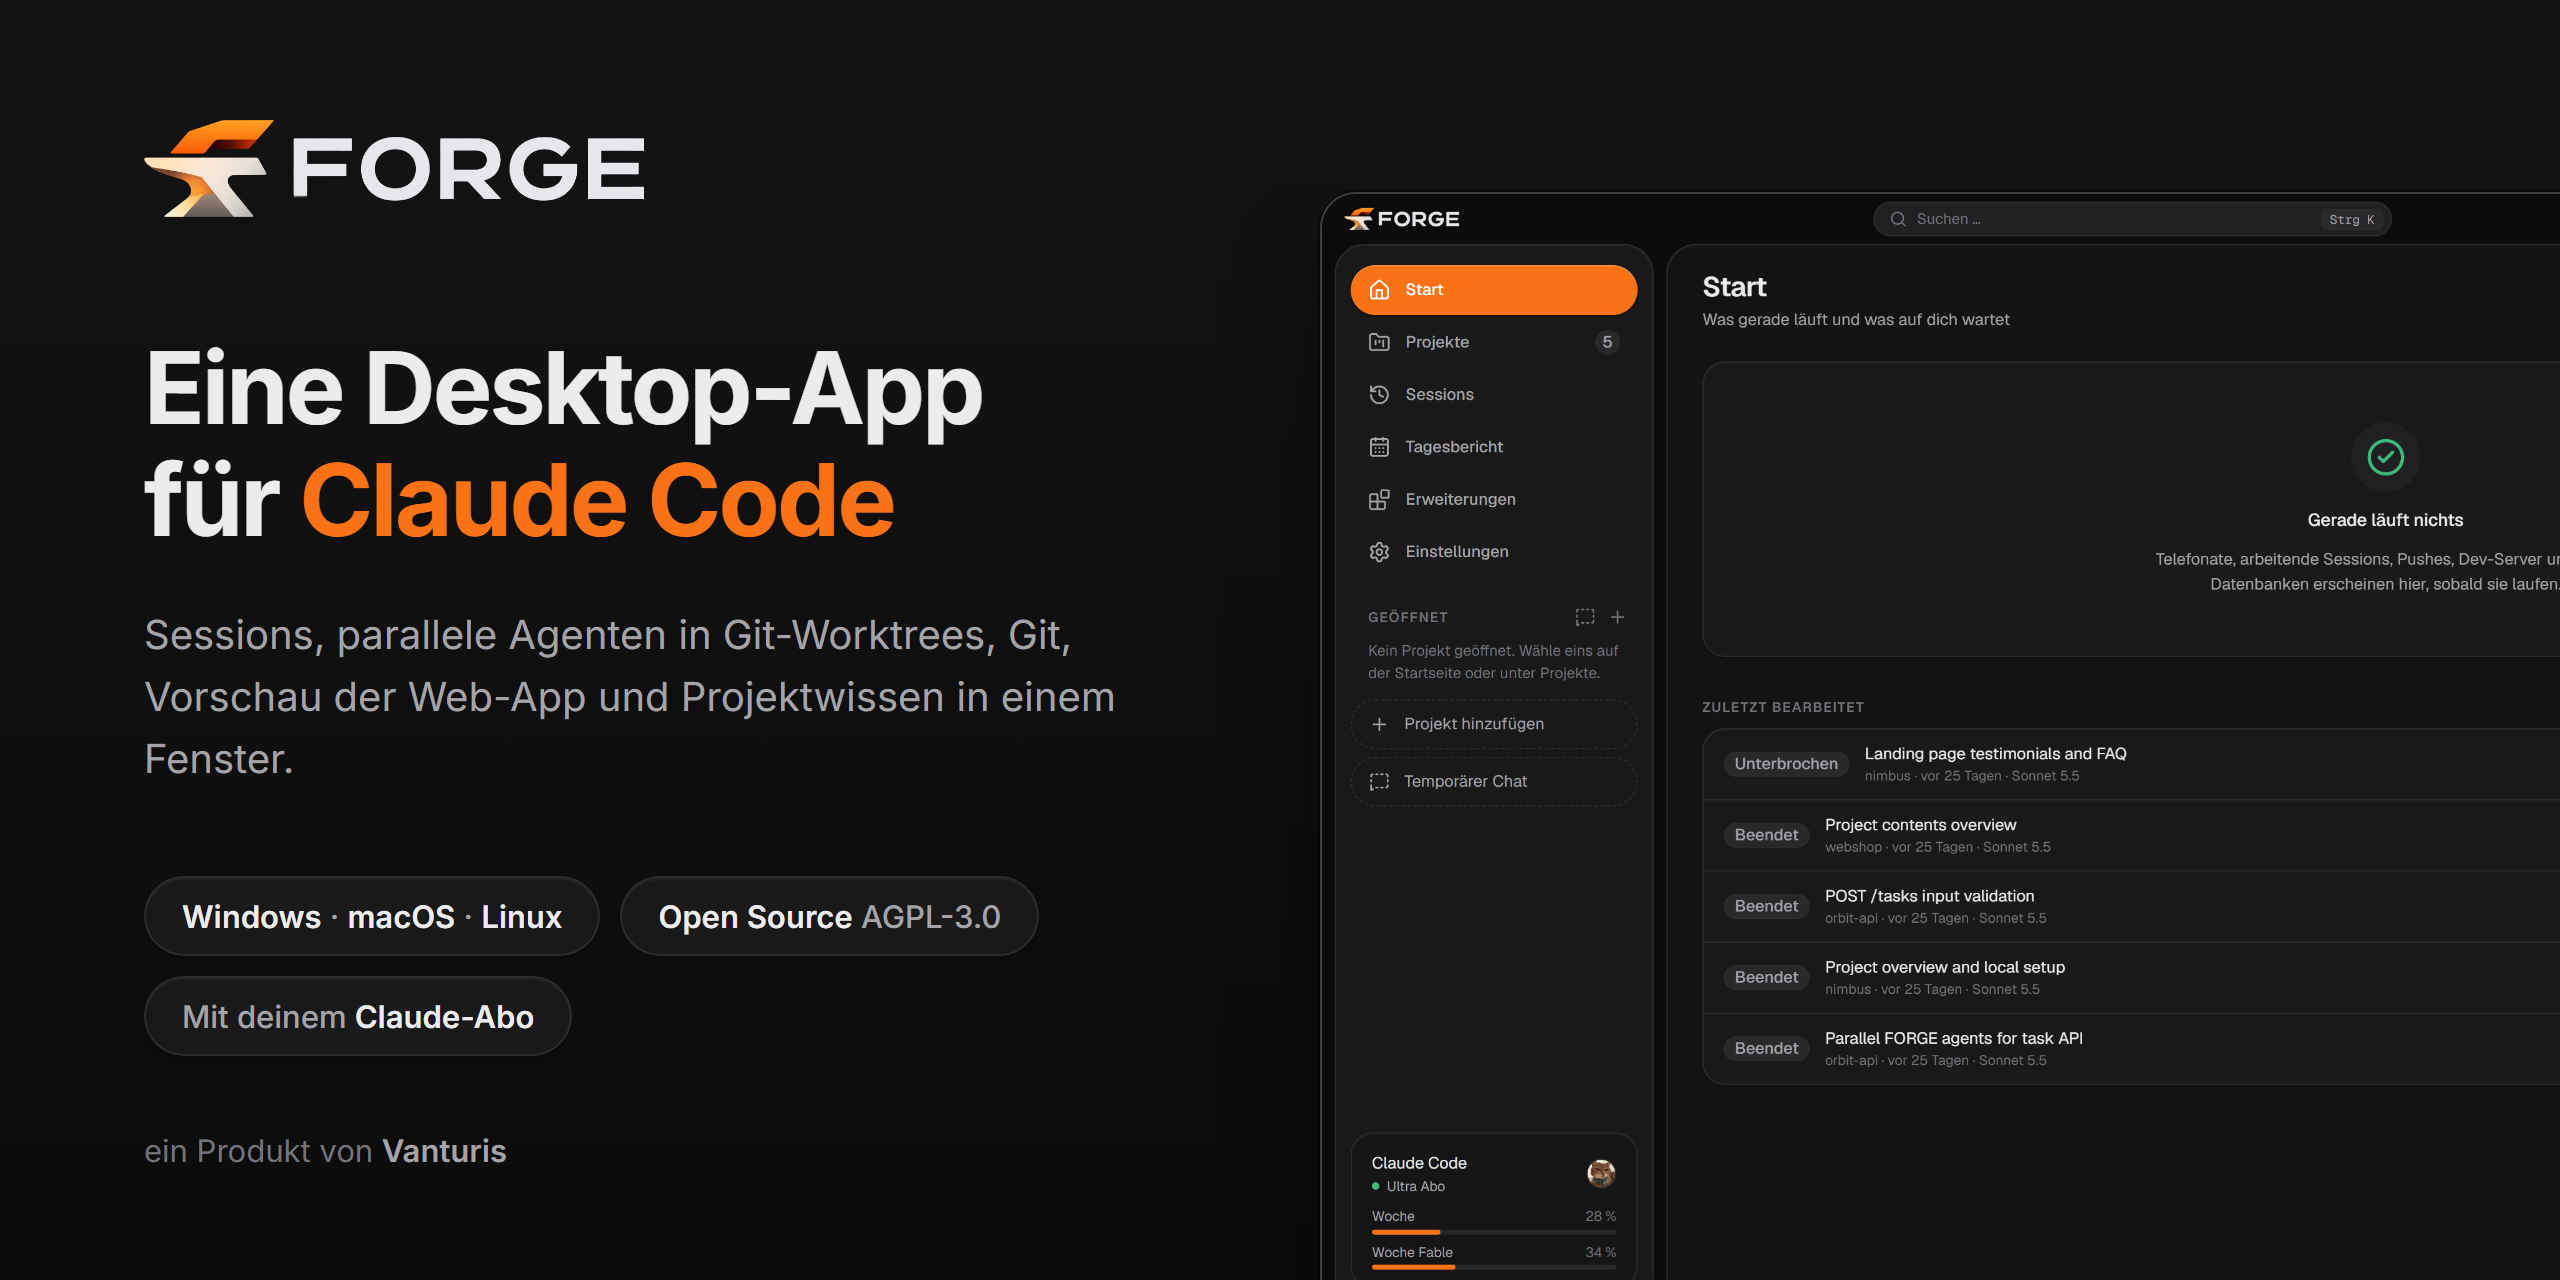 FORGE
Eine Desktop-App
für Claude Code
Sessions, parallele Agenten in Git-Worktrees, Git,
Vorschau der Web-App und Projektwissen in einem
Fenster.
Windows · macOS · Linux
Open Source AGPL-3.0
Mit deinem Claude-Abo
ein Produkt von Vanturis
FORGE
Suchen ...
Strg K
Start
Projekte
5
Sessions
Tagesbericht
Erweiterungen
Einstellungen
GEÖFFNET
Kein Projekt geöffnet. Wähle eins auf
der Startseite oder unter Projekte.
Projekt hinzufügen
Temporärer Chat
Claude Code
Ultra Abo
Woche
28 %
Woche Fable
34 %
Start
Was gerade läuft und was auf dich wartet
Gerade läuft nichts
Telefonate, arbeitende Sessions, Pushes, Dev-Server
Datenbanken erscheinen hier, sobald sie laufen.
ZULETZT BEARBEITET
Unterbrochen
Landing page testimonials and FAQ
nimbus · vor 25 Tagen · Sonnet 5.5
Beendet
Project contents overview
webshop · vor 25 Tagen · Sonnet 5.5
Beendet
POST /tasks input validation
orbit-api · vor 25 Tagen · Sonnet 5.5
Beendet
Project overview and local setup
nimbus · vor 25 Tagen · Sonnet 5.5
Beendet
Parallel FORGE agents for task API
orbit-api · vor 25 Tagen · Sonnet 5.5